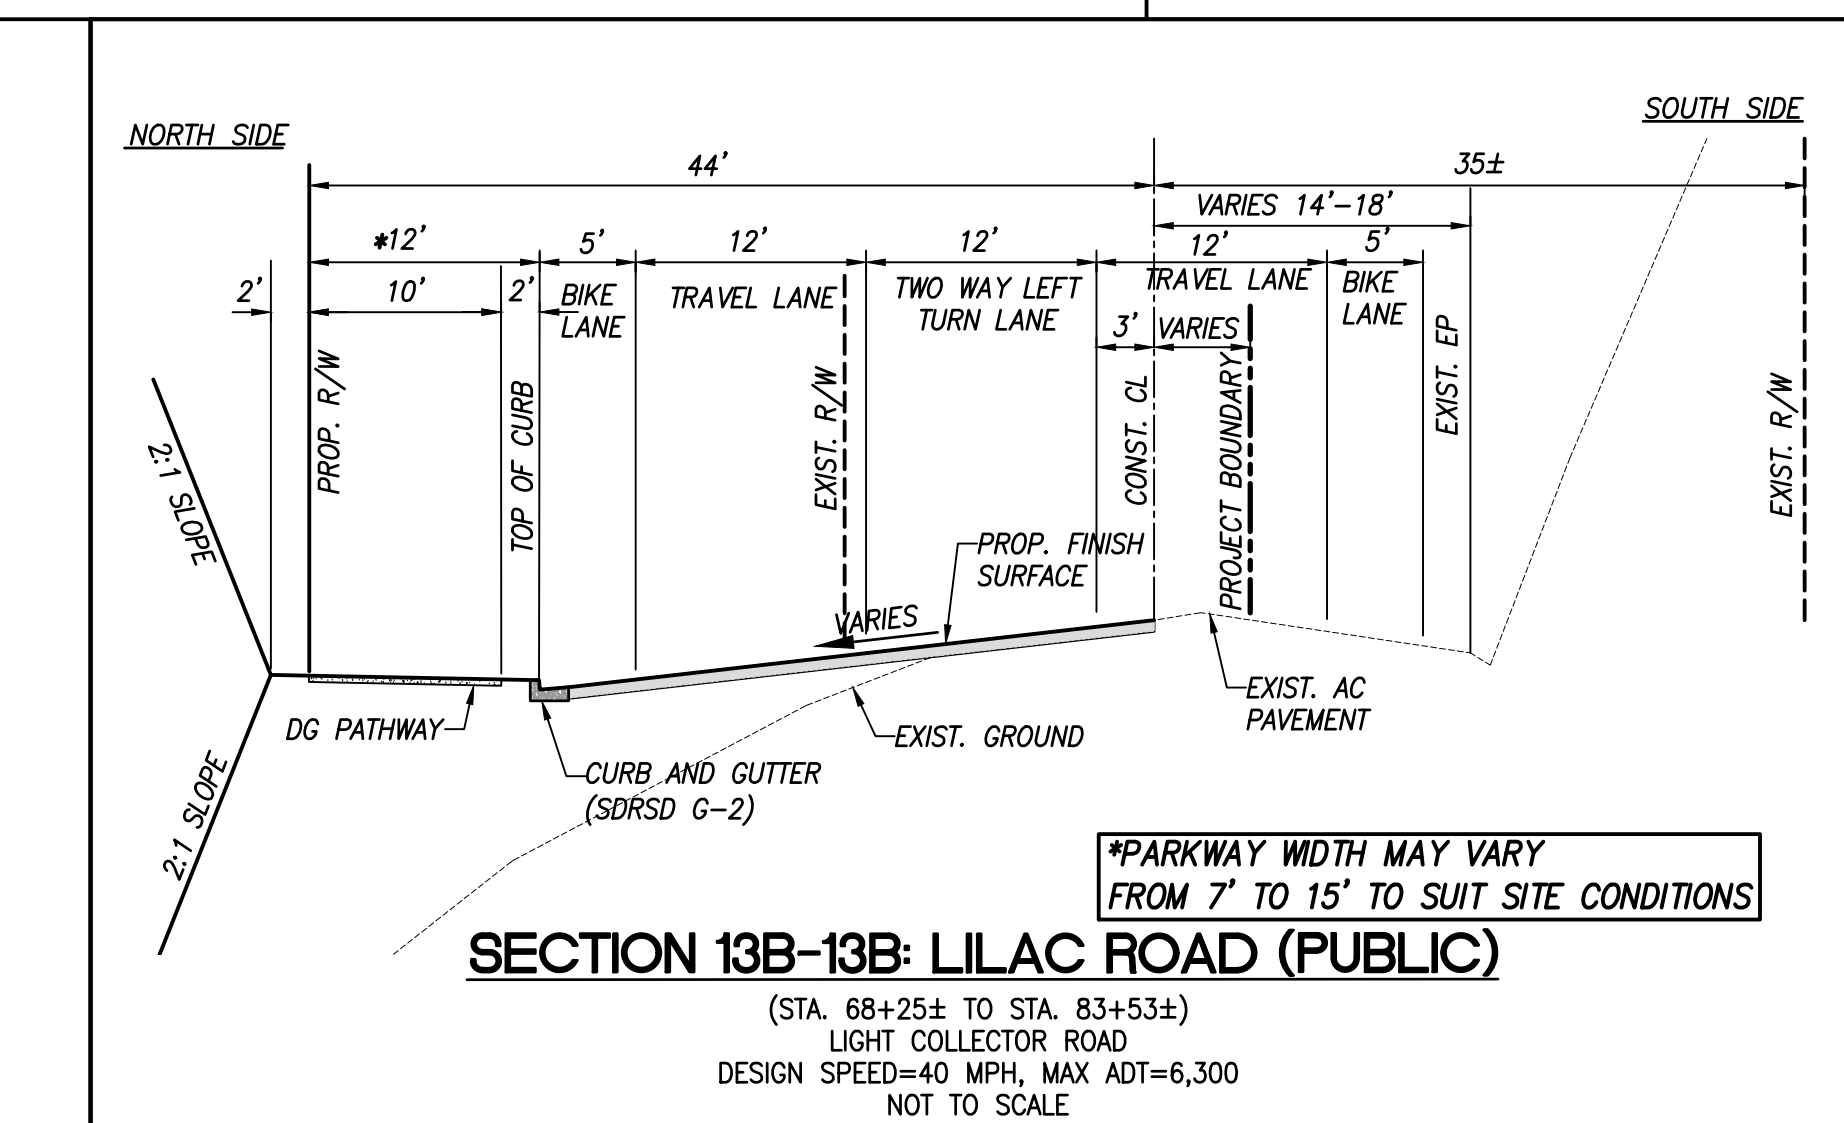 NORTH SIDE
SOUTH SIDE
44'
35±
VARIES 14'-18'
*12'
5'
12'
12'
12'
5'
2'
10'
2'
BIKE
LANE
TRAVEL LANE
TWO WAY LEFT
TURN LANE
TRAVEL LANE
BIKE
LANE
3'
VARIES
PROP. R/W
TOP OF CURB
EXIST. R/W
CONST. CL
PROJECT BOUNDARY
EXIST. EP
EXIST. R/W
2:1 SLOPE
PROP. FINISH
SURFACE
VARIES
DG PATHWAY
EXIST. GROUND
EXIST. AC
PAVEMENT
2:1 SLOPE
CURB AND GUTTER
(SDRSD G-2)
*PARKWAY WIDTH MAY VARY
FROM 7' TO 15' TO SUIT SITE CONDITIONS
SECTION 13B-13B: LILAC ROAD (PUBLIC)
(STA. 68+25± TO STA. 83+53±)
LIGHT COLLECTOR ROAD
DESIGN SPEED=40 MPH, MAX ADT=6,300
NOT TO SCALE